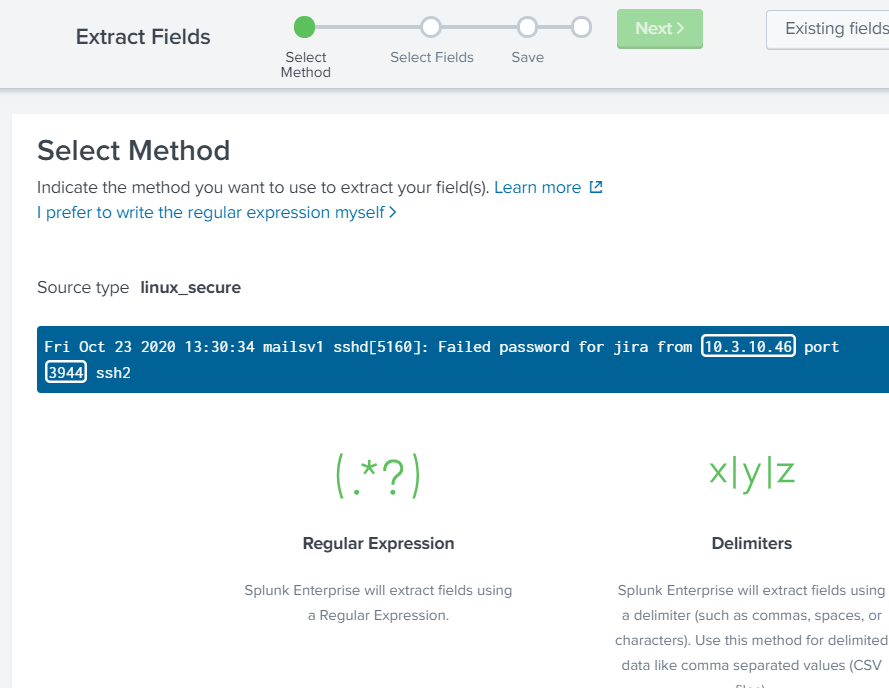 Extract Fields
Select
Method
Select Fields
Save
Next >
Existing fields
Select Method
Indicate the method you want to use to extract your field(s). Learn more
I prefer to write the regular expression myself >
Source type linux_secure
Fri Oct 23 2020 13:30:34 mailsv1 sshd[5160]: Failed password for jira from 10.3.10.46 port
3944 ssh2
(.*?)
x|y|z
Regular Expression
Delimiters
Splunk Enterprise will extract fields using
a Regular Expression.
Splunk Enterprise will extract fields using
a delimiter (such as commas, spaces, or
characters). Use this method for delimited
data like comma separated values (CSV
files).